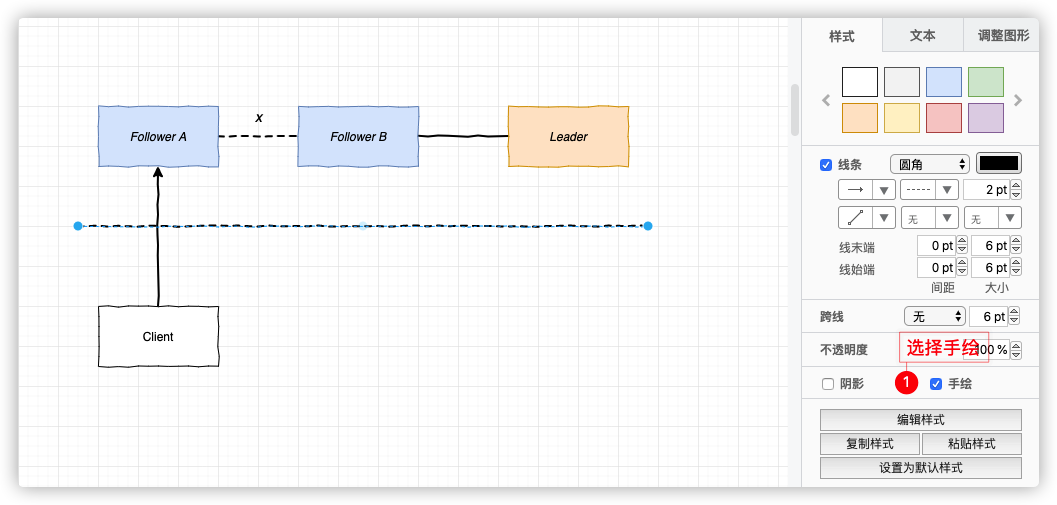 样式 文本 调整图形
x
Follower A Follower B Leader
线条 圆角
2 pt
无 无
线末端 0 pt 6 pt
线始端 0 pt 6 pt
间距 大小
跨线 无 6 pt
Client
不透明度 100 %
选择手绘
1
阴影 手绘
编辑样式
复制样式 粘贴样式
设置为默认样式